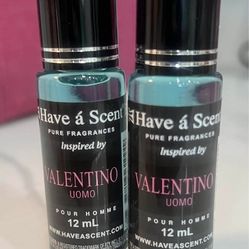 Have á Scent
PURE FRAGRANCES
Inspired by
VALENTINO
UOMO
POUR HOMME
12 mL
WWW.HAVEASCENT.COM
Have á Scent
PURE FRAGRANCES
Inspired by
VALENTINO
UOMO
POUR HOMME
12 mL
WWW.HAVEASCENT.COM